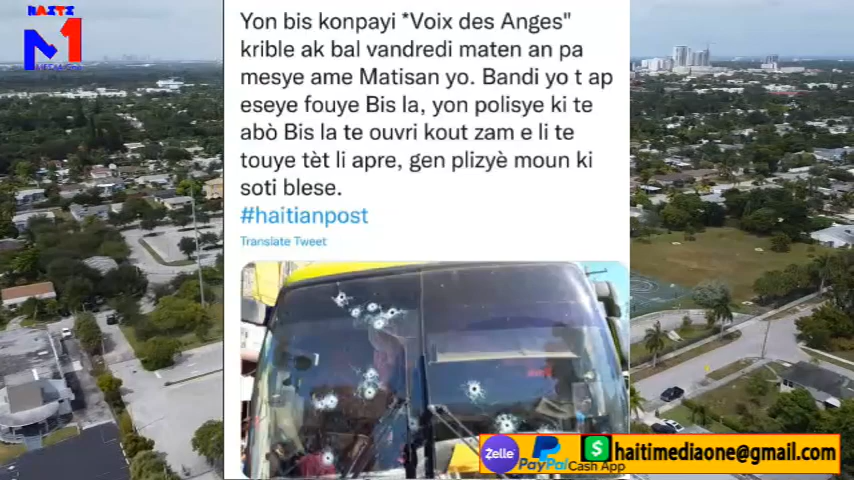 HAITI
M1
MEDIA
Yon bis konpayi *Voix des Anges"
krible ak bal vandredi maten an pa
mesye ame Matisan yo. Bandi yo t ap
eseye fouye Bis la, yon polisye ki te
abò Bis la te ouvri kout zam e li te
touye tèt li apre, gen plizyè moun ki
soti blese.
#haitianpost
Translate Tweet
Zelle
PayPal
$
Cash App
haitimediaone@gmail.com